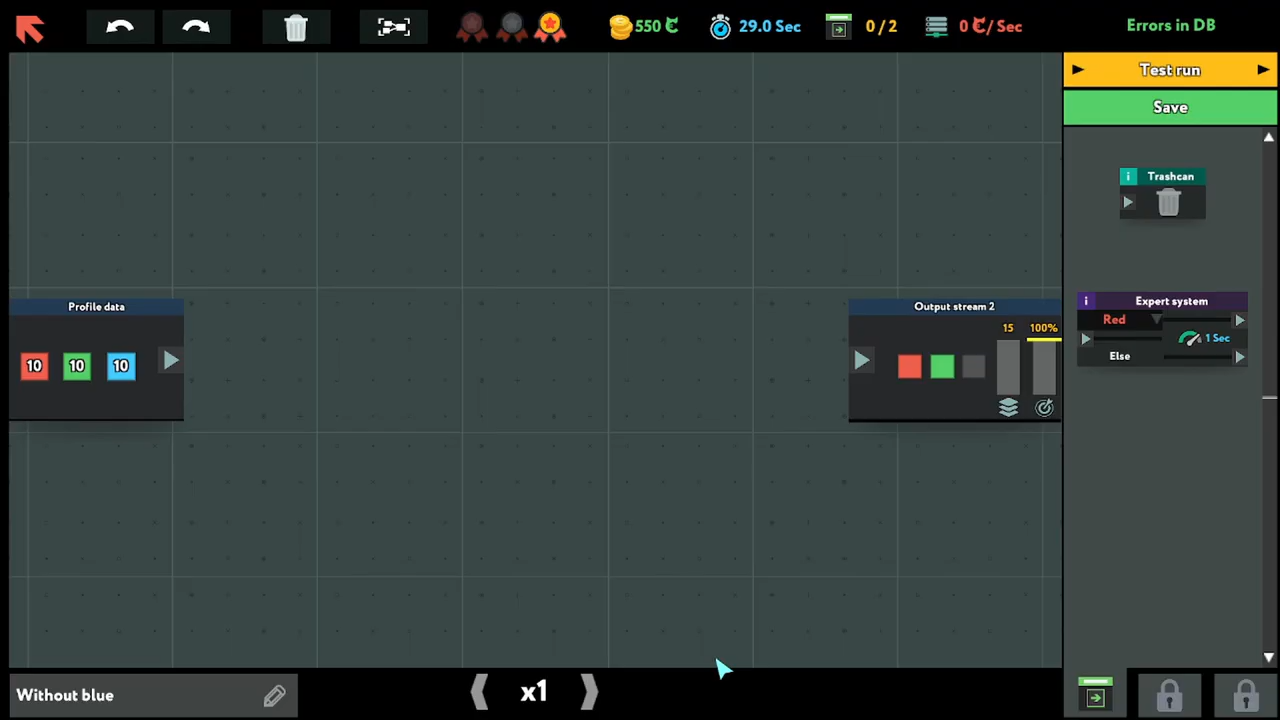 550
29.0 Sec
0 / 2
0 C/ Sec
Errors in DB
Test run
Save
Trashcan
Profile data
10 10 10
Output stream 2
15 100%
i Expert system
Red
1 Sec
Else
Without blue
x1